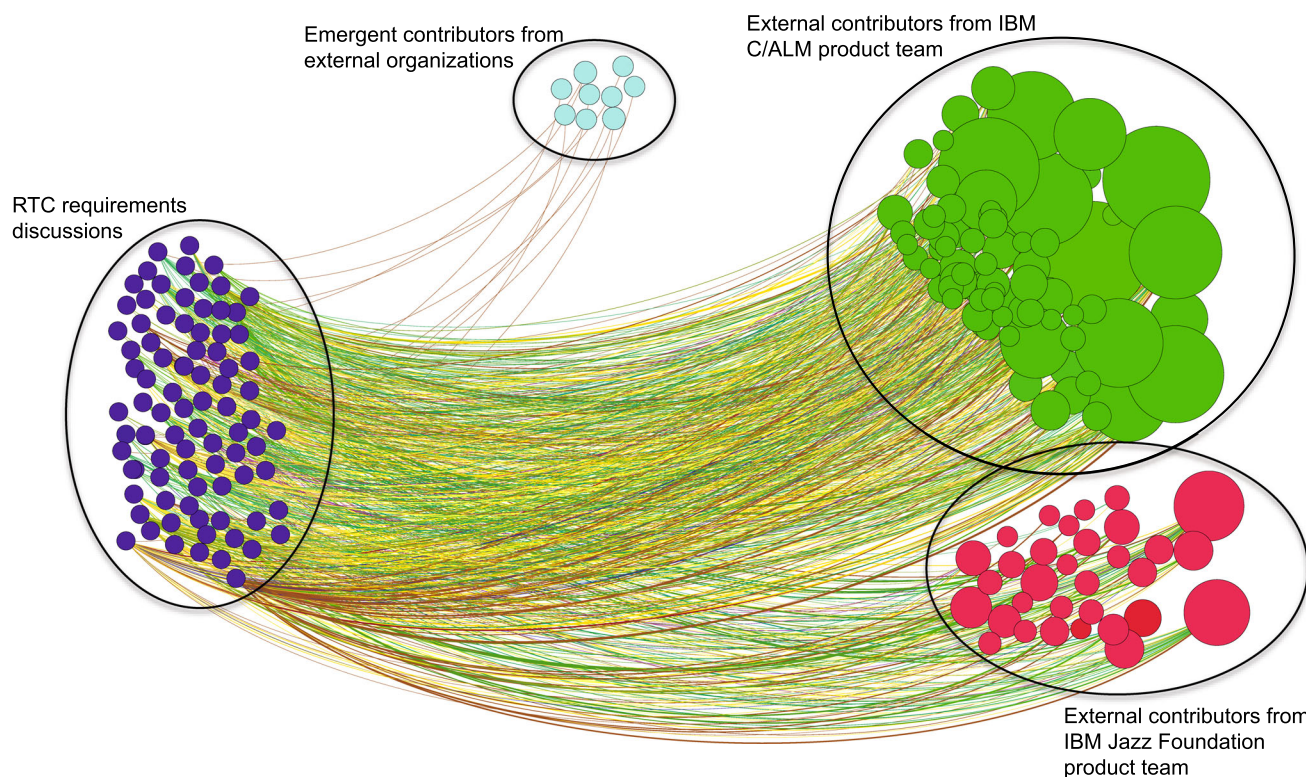 Emergent contributors from
external organizations
External contributors from IBM
C/ALM product team
RTC requirements
discussions
External contributors from
IBM Jazz Foundation
product team